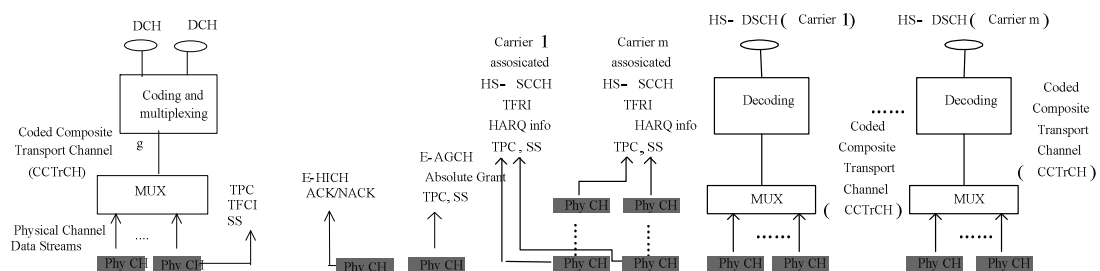 DCH
DCH
Coding and
multiplexing
Coded Composite
Transport Channel
(CCTrCH)
MUX
TPC
TFCI
SS
Physical Channel
Data Streams
....
Phy CH
Phy CH
E-HICH
ACK/NACK
Phy CH
E-AGCH
Absolute Grant
TPC, SS
Phy CH
Carrier 1
assosicated
HS- SCCH
TFRI
HARQ info
TPC, SS
Carrier m
assosicated
HS- SCCH
TFRI
HARQ info
TPC, SS
Phy CH
Phy CH
......
......
Phy CH
Phy CH
HS- DSCH( Carrier 1)
Decoding
Coded
Composite
Transport
Channel
( CCTrCH)
MUX
......
Phy CH
Phy CH
......
HS- DSCH( Carrier m )
Decoding
Coded
Composite
Transport
Channel
( CCTrCH)
MUX
......
Phy CH
Phy CH